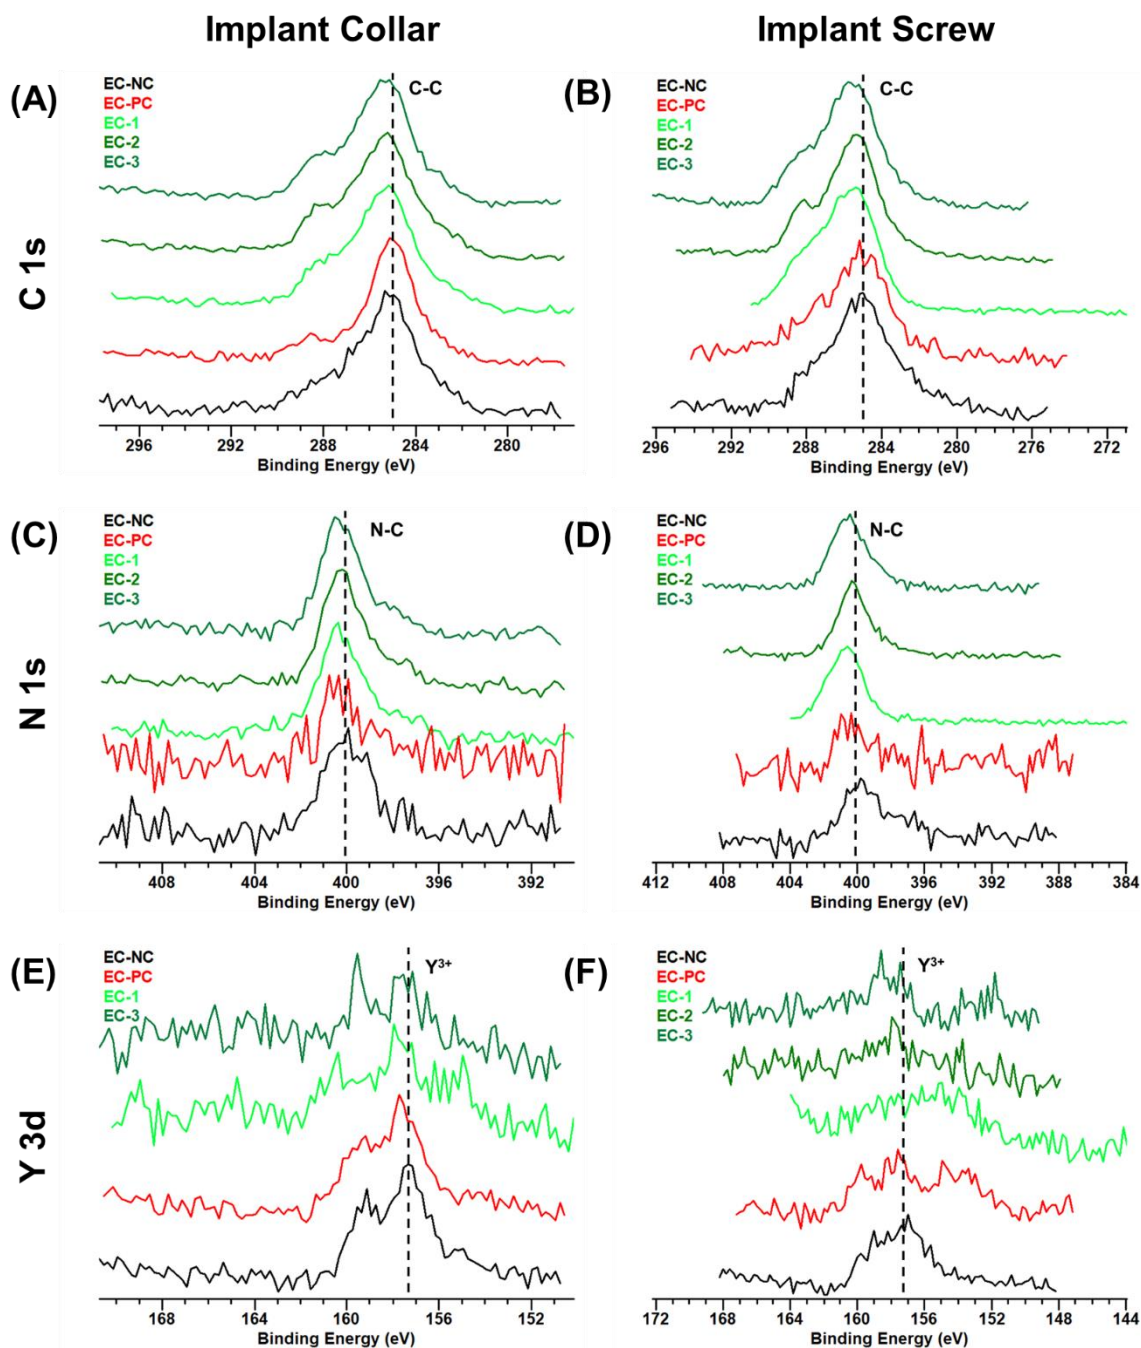 Implant Collar
Implant Screw
(A)
EC-NC
EC-PC
EC-1
EC-2
EC-3
C-C
296 292 288 284 280
Binding Energy (eV)
(B)
EC-NC
EC-PC
EC-1
EC-2
EC-3
C-C
296 292 288 284 280 276 272
Binding Energy (eV)
C 1s
(C)
EC-NC
EC-PC
EC-1
EC-2
EC-3
N-C
408 404 400 396 392
Binding Energy (eV)
(D)
EC-NC
EC-PC
EC-1
EC-2
EC-3
N-C
412 408 404 400 396 392 388 384
Binding Energy (eV)
N 1s
(E)
EC-NC
EC-PC
EC-1
EC-3
Y³⁺
168 164 160 156 152
Binding Energy (eV)
(F)
EC-NC
EC-PC
EC-1
EC-2
EC-3
Y³⁺
172 168 164 160 156 152 148 144
Binding Energy (eV)
Y 3d